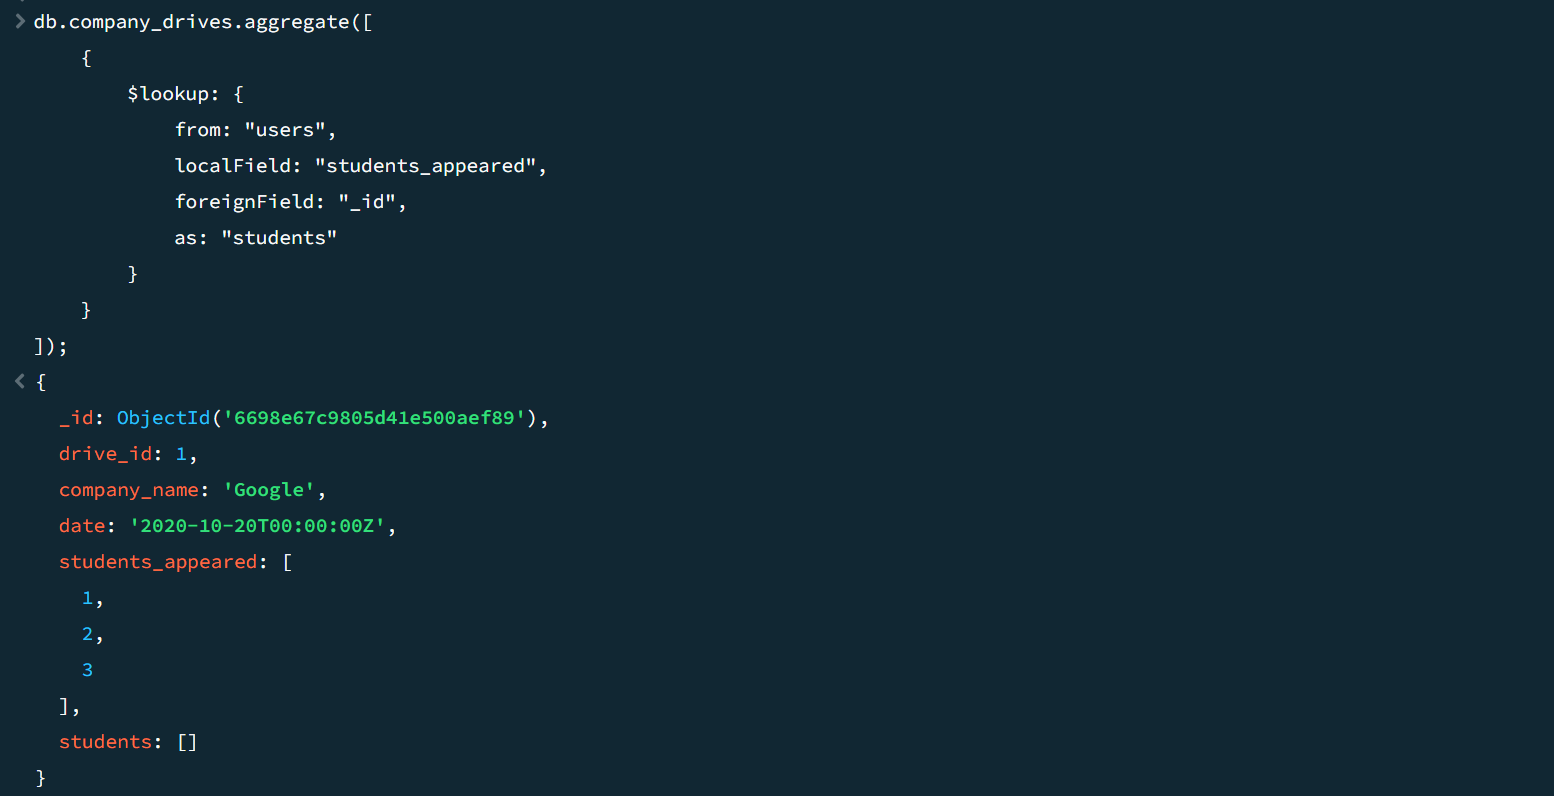 > db.company_drives.aggregate([
{
$lookup: {
from: "users",
localField: "students_appeared",
foreignField: "_id",
as: "students"
}
}
]);
< {
_id: ObjectId('6698e67c9805d41e500aef89'),
drive_id: 1,
company_name: 'Google',
date: '2020-10-20T00:00:00Z',
students_appeared: [
1,
2,
3
],
students: []
}